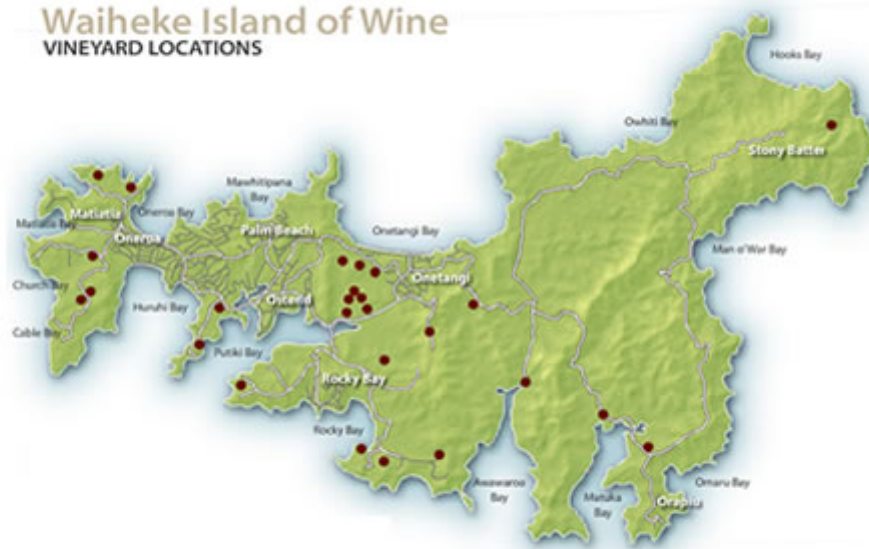 Waiheke Island of Wine
VINEYARD LOCATIONS
Hooks Bay
Owhiti Bay
Stony Batter
Mawhitipana
Bay
Matiatia
Oneroa Bay
Matiatia Bay
Oneroa
Palm Beach
Onetangi Bay
Man o'War Bay
Onetangi
Church Bay
Huruhi Bay
Ostend
Cable Bay
Putiki Bay
Rocky Bay
Rocky Bay
Awaawaroa
Bay
Omaru Bay
Matuka
Bay
Orapiu